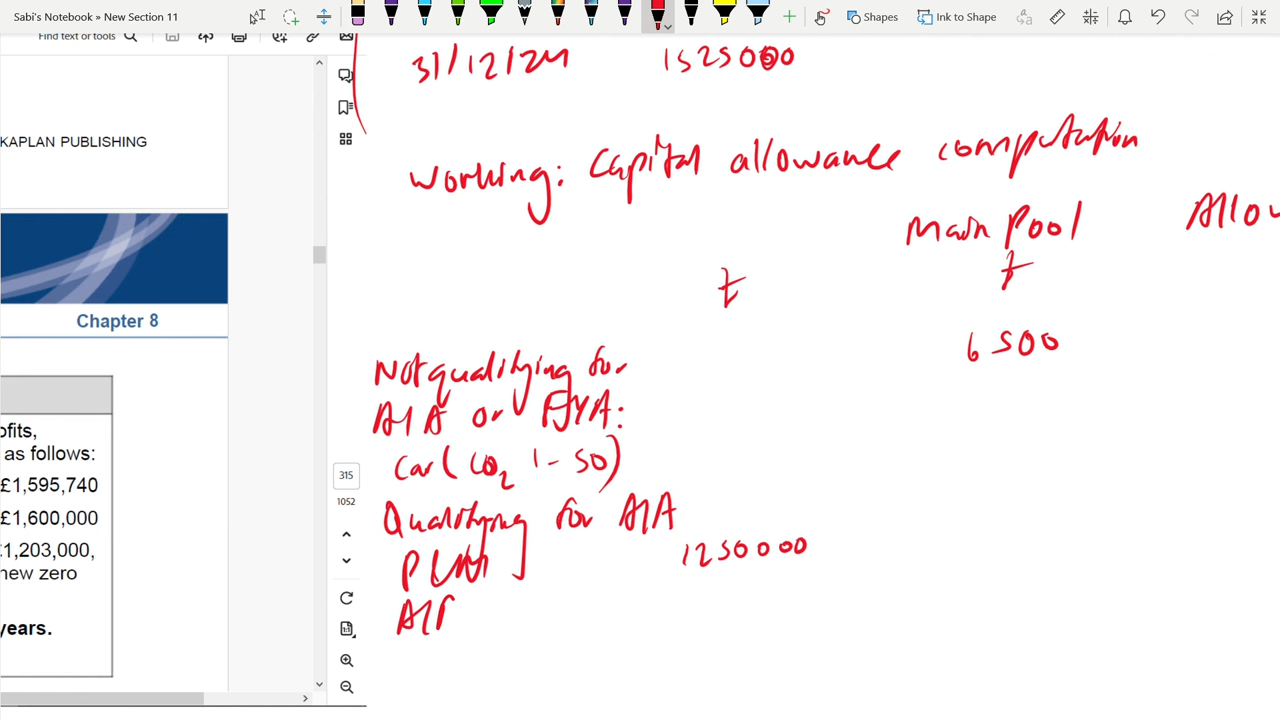 Sabi's Notebook » New Section 11
Shapes
Ink to Shape
Find text or tools
KAPLAN PUBLISHING
Chapter 8
ofits,
as follows:
£1,595,740
£1,600,000
£1,203,000,
new zero
years.
315
1052
31/12/24 1525000
Working: Capital allowance computation
Main Pool Allow
£ £
6500
Not qualifying for
AIA or FYA:
Car (CO2 1-50)
Qualifying for AIA
P&M 1250000
AIA